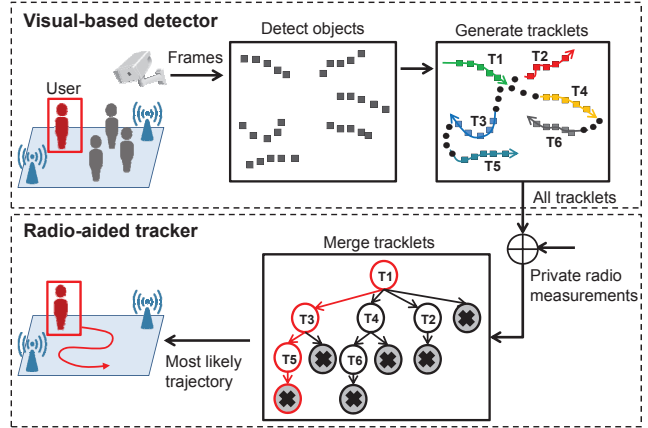 Visual-based detector
Frames
User
Detect objects
Generate tracklets
T1
T2
T3
T4
T5
T6
All tracklets
Radio-aided tracker
Merge tracklets
Private radio
measurements
T1
T3
T4
T2
T5
T6
Most likely
trajectory